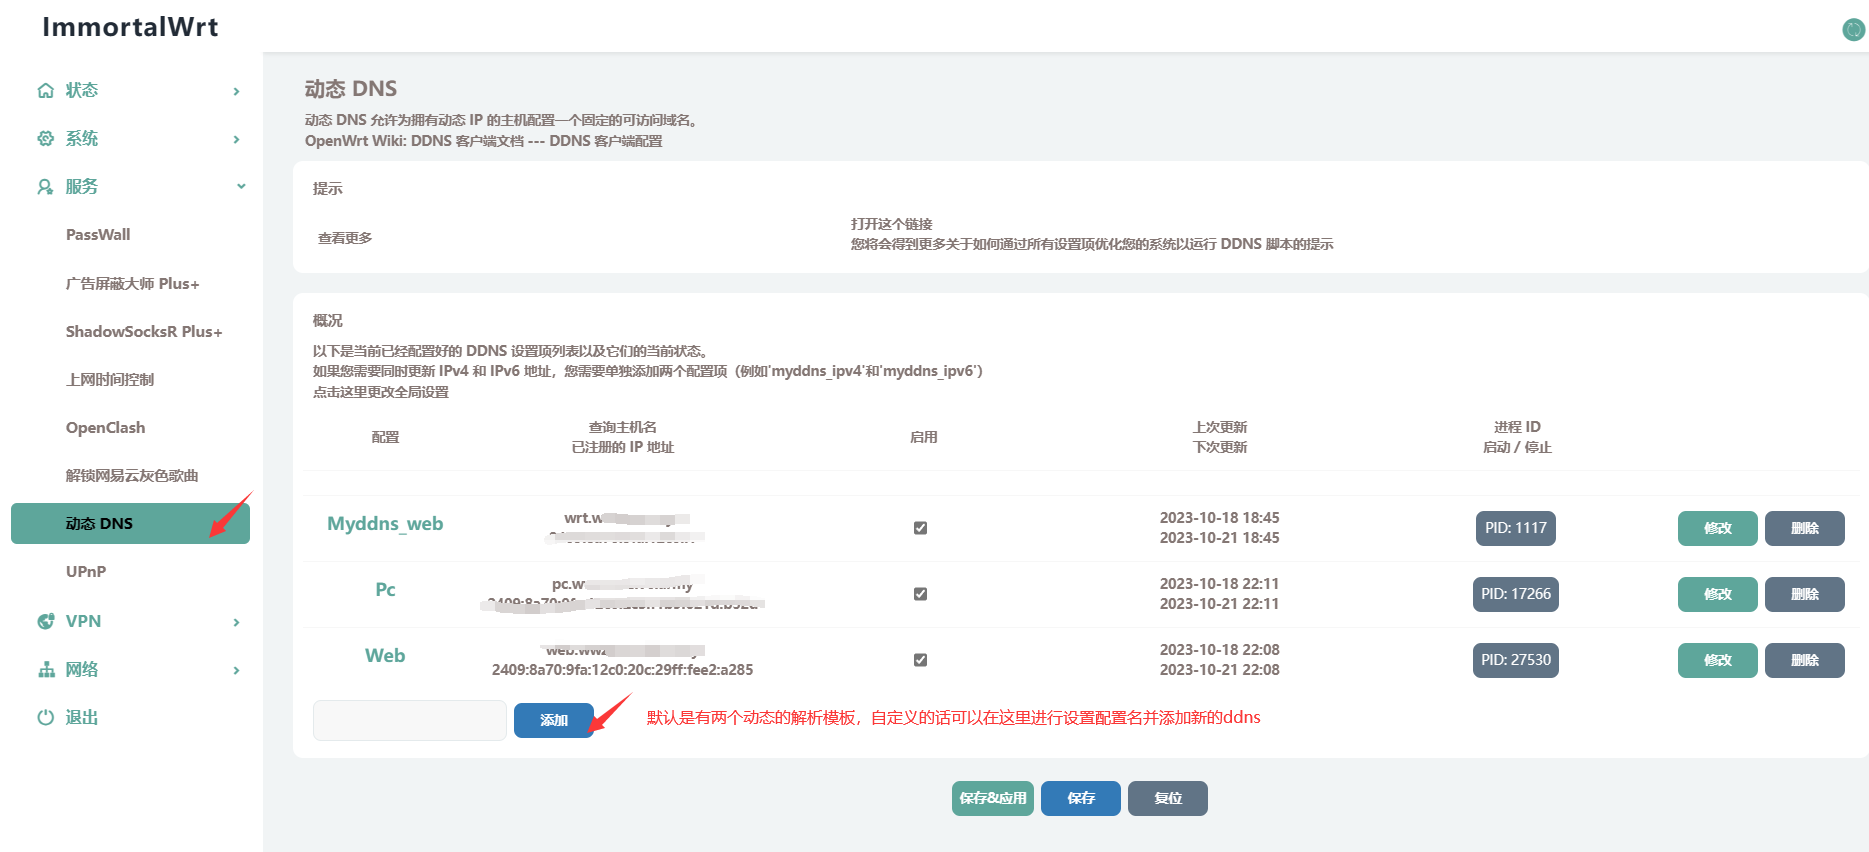 ImmortalWrt
状态
系统
服务
PassWall
广告屏蔽大师 Plus+
ShadowSocksR Plus+
上网时间控制
OpenClash
解锁网易云灰色歌曲
动态 DNS
UPnP
VPN
网络
退出
动态 DNS
动态 DNS 允许为拥有动态 IP 的主机配置一个固定的可访问域名。
OpenWrt Wiki: DDNS 客户端文档 --- DDNS 客户端配置
提示
查看更多
打开这个链接
您将会得到更多关于如何通过所有设置项优化您的系统以运行 DDNS 脚本的提示
概况
以下是当前已经配置好的 DDNS 设置项列表以及它们的当前状态。
如果您需要同时更新 IPv4 和 IPv6 地址，您需要单独添加两个配置项（例如'myddns_ipv4'和'myddns_ipv6'）
点击这里更改全局设置
配置
查询主机名
已注册的 IP 地址
启用
上次更新
下次更新
进程 ID
启动 / 停止
Myddns_web
wrt.w
2023-10-18 18:45
2023-10-21 18:45
PID: 1117
修改
删除
Pc
pc.w
2023-10-18 22:11
2023-10-21 22:11
PID: 17266
修改
删除
Web
2409:8a70:9fa:12c0:20c:29ff:fee2:a285
2023-10-18 22:08
2023-10-21 22:08
PID: 27530
修改
删除
添加
默认是有两个动态的解析模板，自定义的话可以在这里进行设置配置名并添加新的ddns
保存&应用
保存
复位